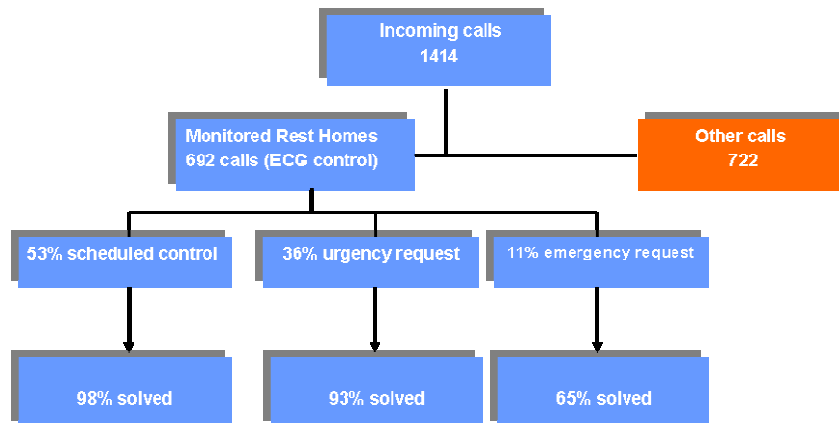 Incoming calls
1414
Monitored Rest Homes
692 calls (ECG control)
Other calls
722
53% scheduled control
36% urgency request
11% emergency request
98% solved
93% solved
65% solved